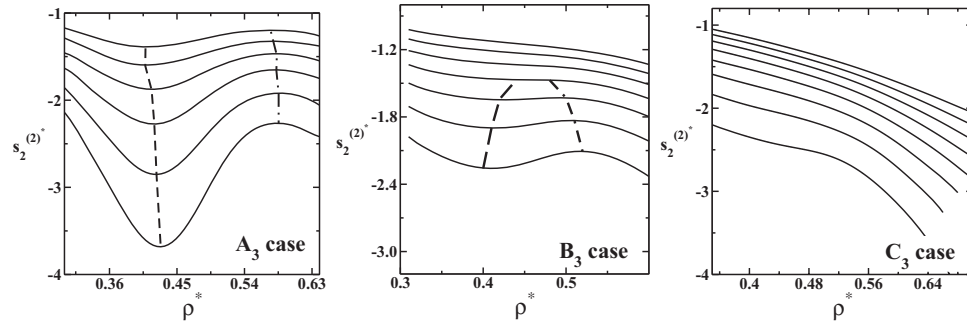 -1
-2
-3
-4
s₂⁽²⁾*
0.36 0.45 0.54 0.63
ρ*
A₃ case
-1.2
-1.8
-2.4
-3.0
s₂⁽²⁾*
0.3 0.4 0.5
ρ*
B₃ case
-1
-2
-3
-4
s₂⁽²⁾*
0.4 0.48 0.56 0.64
ρ*
C₃ case